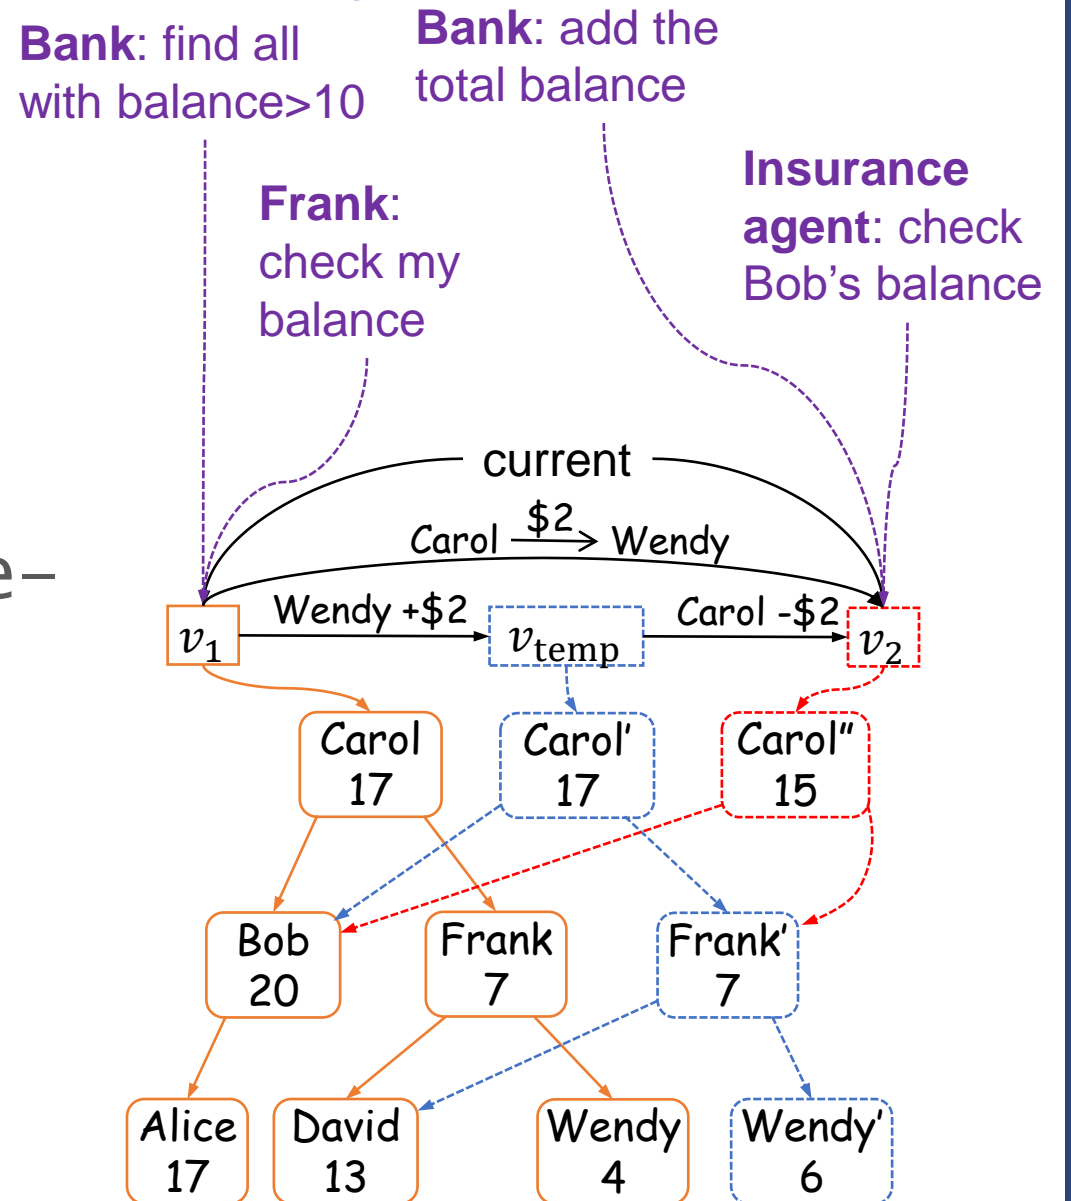 Bank: find all
with balance>10
Bank: add the
total balance
Frank:
check my
balance
Insurance
agent: check
Bob's balance
current
$2
Carol Wendy
e–
Wendy +$2
Carol -$2
v1
vtemp
v2
Carol
17
Carol'
17
Carol"
15
Bob
20
Frank
7
Frank'
7
Alice
17
David
13
Wendy
4
Wendy'
6